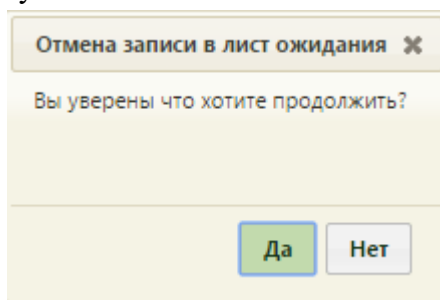 Отмена записи в лист ожидания
Вы уверены что хотите продолжить?
Да Нет